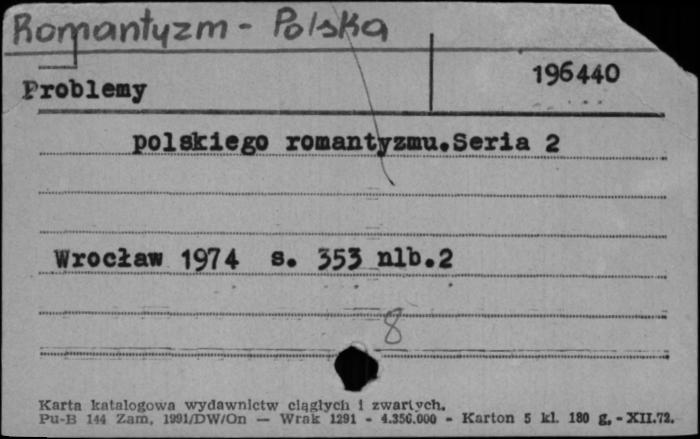 Romantyzm - Polska
196440
Problemy
polskiego romantyzmu.Seria 2
Wrocław 1974 s. 353 nlb.2
8
Karta katalogowa wydawnictw ciągłych i zwartych.
Pu-B 144 Zam. 1991/DW/On — Wrak 1291 - 4.356.000 - Karton 5 kl. 180 g. - XII.72.